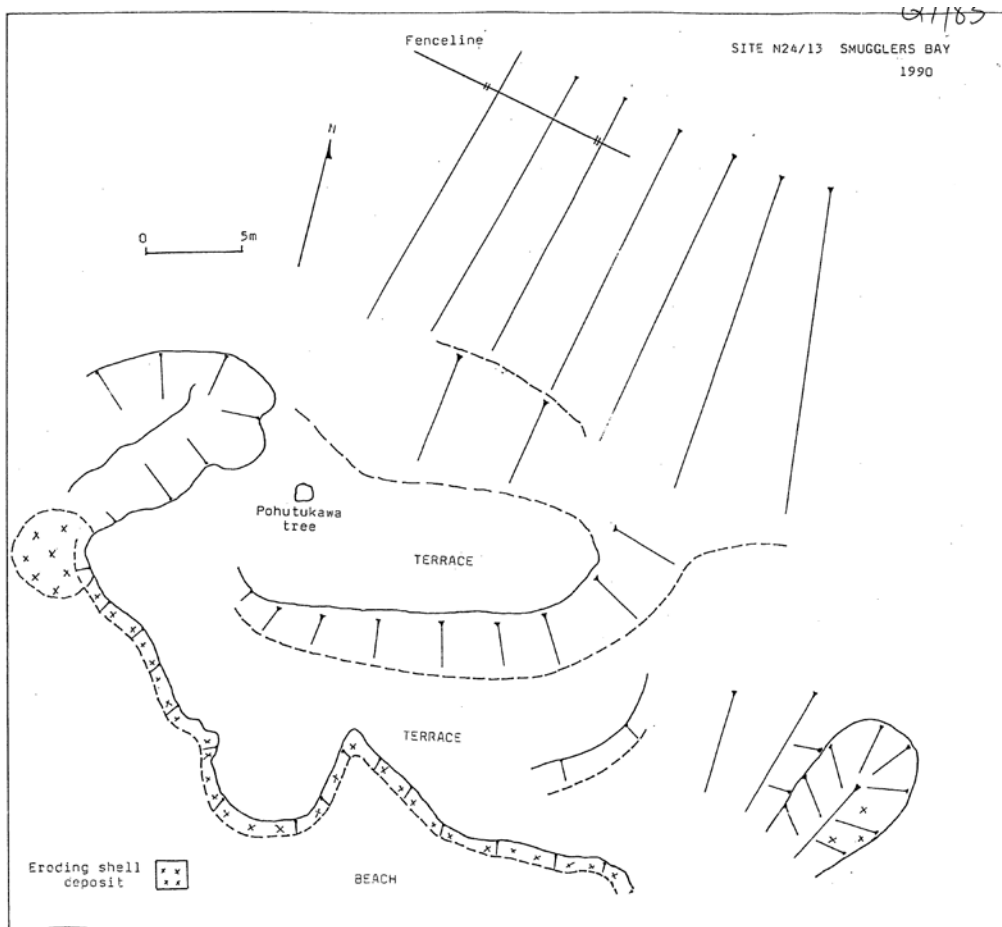 Fenceline
SITE N24/13 SMUGGLERS BAY
1990
N
0 5m
Pohutukawa
tree
TERRACE
TERRACE
Eroding shell
deposit
BEACH